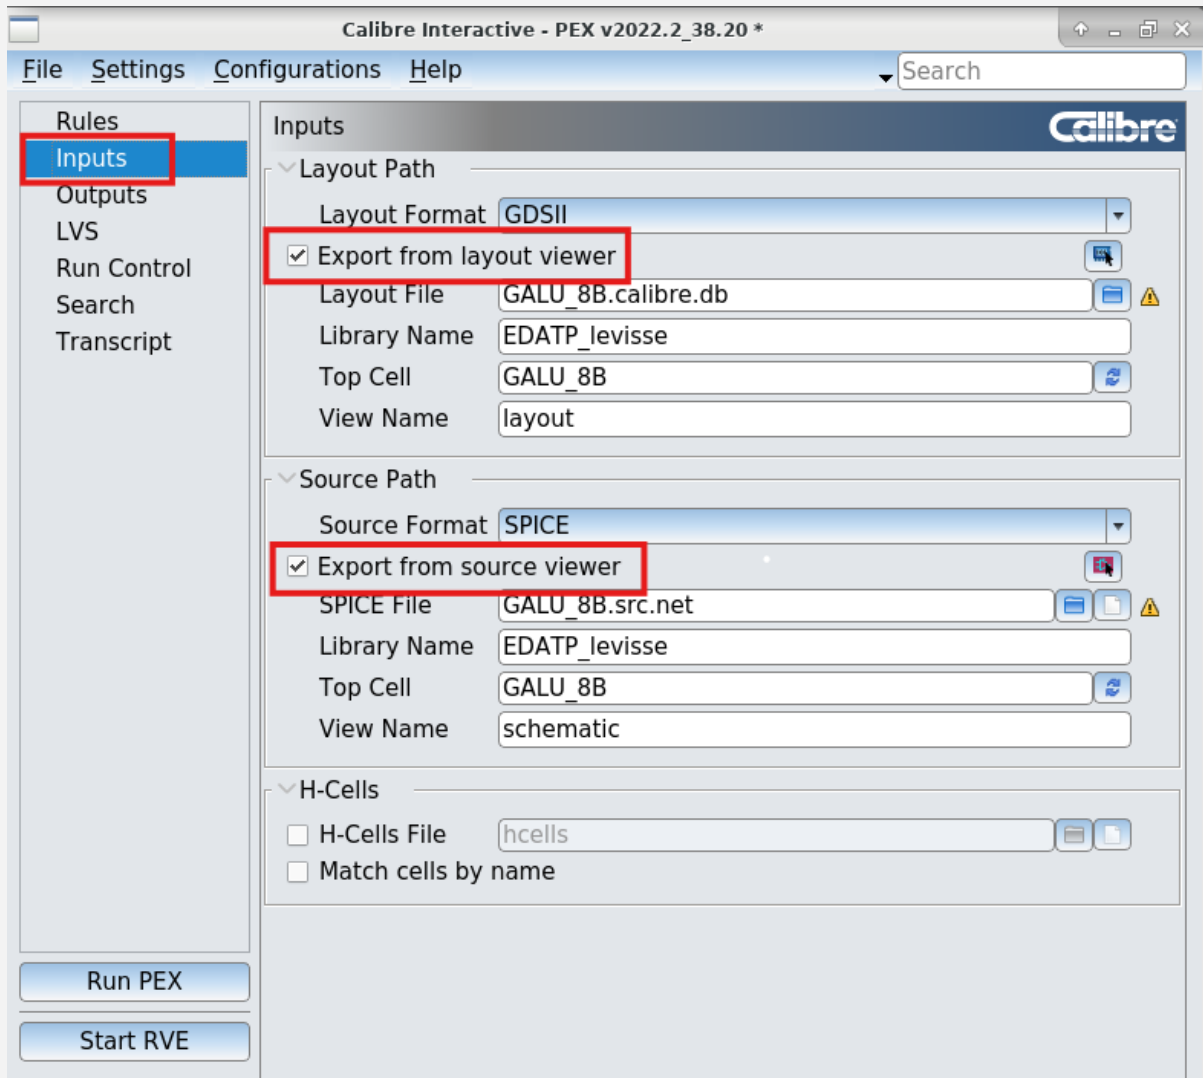 Calibre Interactive - PEX v2022.2_38.20 *
File Settings Configurations Help Search
Rules
Inputs
Outputs
LVS
Run Control
Search
Transcript
Run PEX
Start RVE
Inputs Calibre
Layout Path
Layout Format GDSII
Export from layout viewer
Layout File GALU_8B.calibre.db
Library Name EDATP_levisse
Top Cell GALU_8B
View Name layout
Source Path
Source Format SPICE
Export from source viewer
SPICE File GALU_8B.src.net
Library Name EDATP_levisse
Top Cell GALU_8B
View Name schematic
H-Cells
H-Cells File hcells
Match cells by name